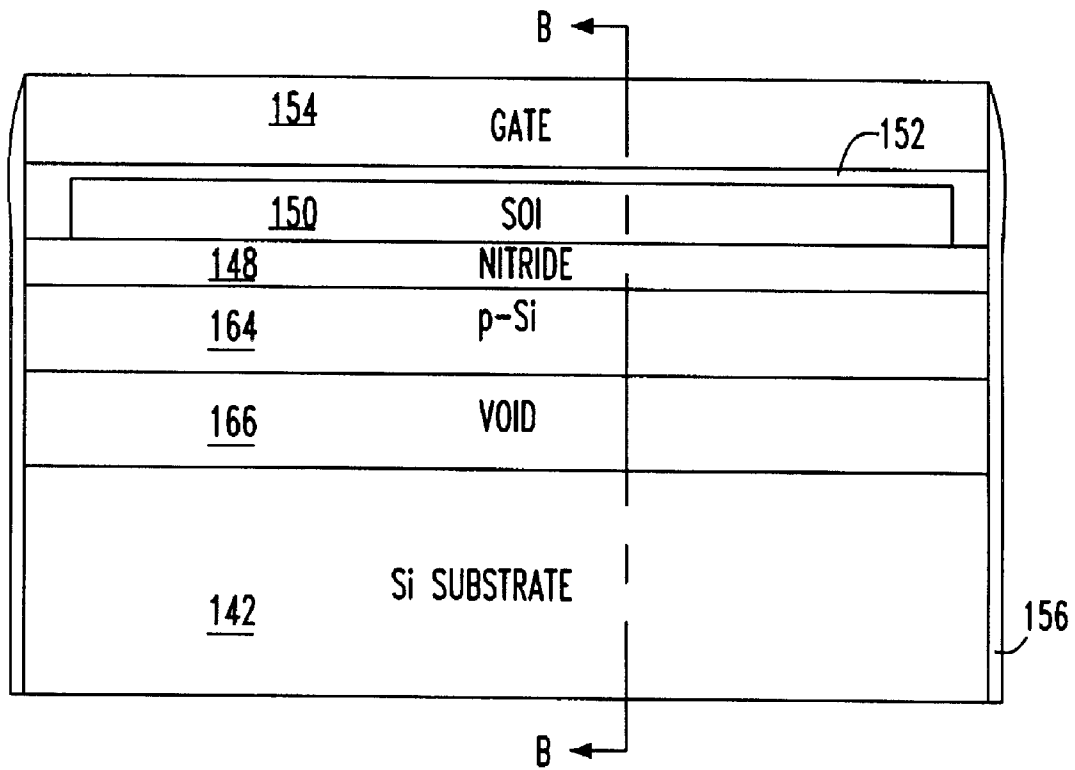 B
154
GATE
152
150
SOI
148
NITRIDE
164
p-Si
166
VOID
Si SUBSTRATE
142
156
B